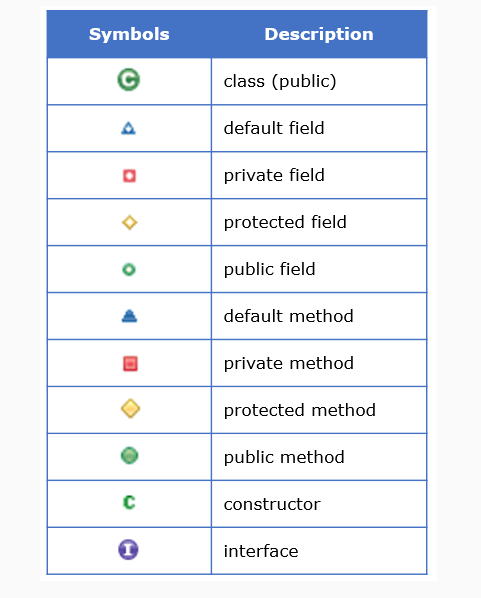 Symbols Description
C class (public)
default field
private field
protected field
public field
default method
private method
protected method
public method
C constructor
I interface